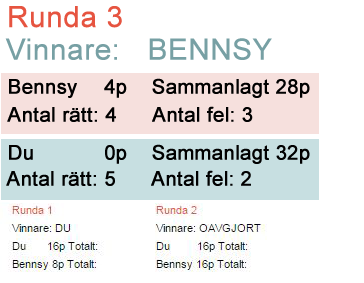 Runda 3
Vinnare: BENNSY
Bennsy 4p Sammanlagt 28p
Antal rätt: 4 Antal fel: 3
Du 0p Sammanlagt 32p
Antal rätt: 5 Antal fel: 2
Runda 1 Runda 2
Vinnare: DU Vinnare: OAVGJORT
Du 16p Totalt: Du 16p Totalt:
Bennsy 8p Totalt: Bennsy 16p Totalt: